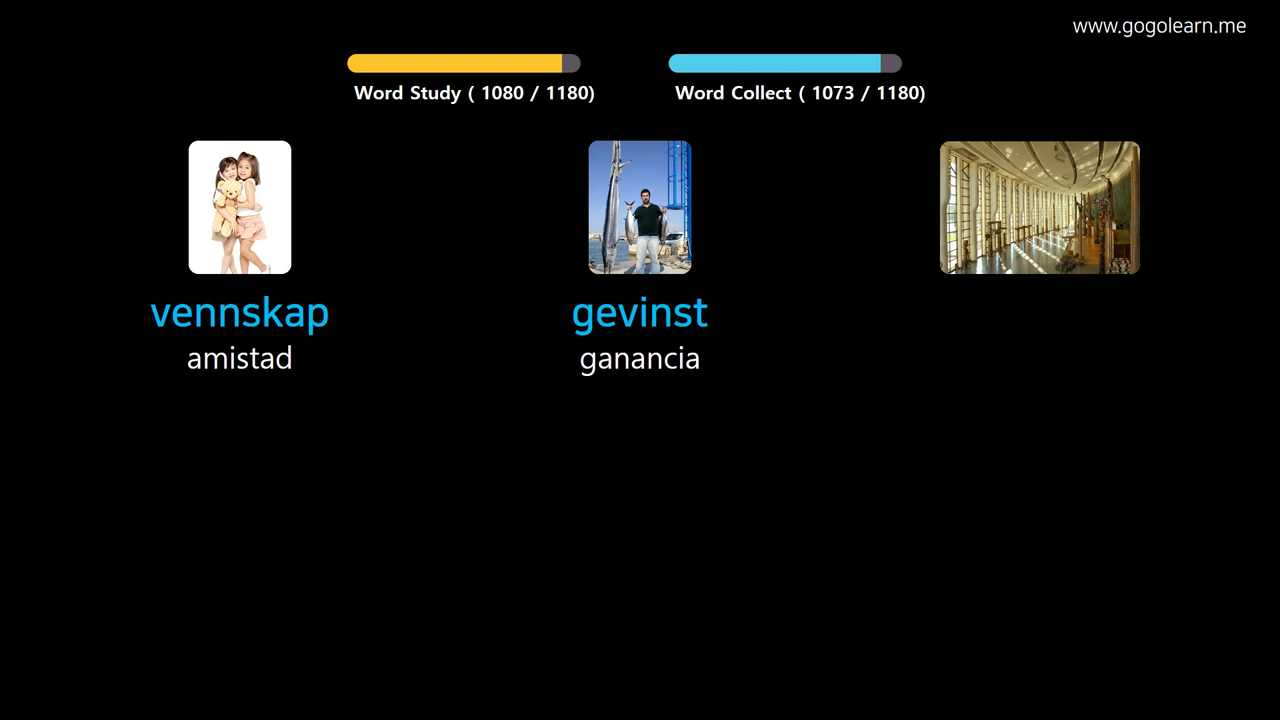 www.gogolearn.me
Word Study ( 1080 / 1180)
Word Collect ( 1073 / 1180)
vennskap
amistad
gevinst
ganancia